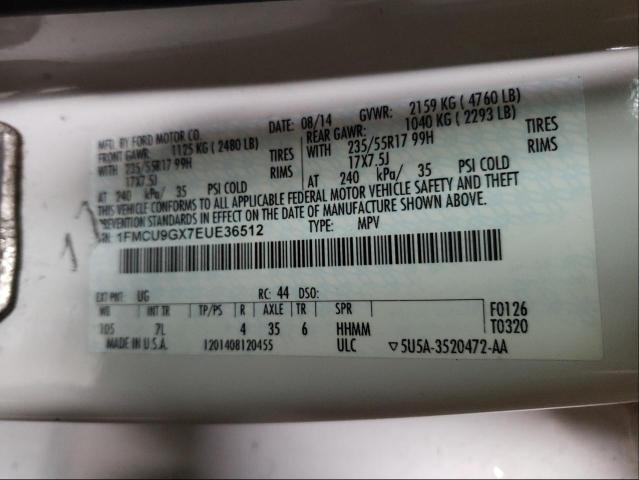 MFD. BY FORD MOTOR CO. DATE: 08/14 GVWR: 2159 KG (4760 LB)
FRONT GAWR: 1125 KG (2480 LB) REAR GAWR: 1040 KG (2293 LB)
WITH 235/55R17 99H TIRES WITH 235/55R17 99H TIRES
17X7.5J RIMS 17X7.5J RIMS
AT 240 kPa/ 35 PSI COLD AT 240 kPa/ 35 PSI COLD
THIS VEHICLE CONFORMS TO ALL APPLICABLE FEDERAL MOTOR VEHICLE SAFETY AND THEFT
PREVENTION STANDARDS IN EFFECT ON THE DATE OF MANUFACTURE SHOWN ABOVE.
1FMCU9GX7EUE36512 TYPE: MPV
EXT PNT: UG RC: 44 DSO:
WB INT TR TP/PS R AXLE TR SPR F0126
105 7L 4 35 6 HHMM T0320
MADE IN U.S.A. 1201408120455 ULC ▽5U5A-3520472-AA